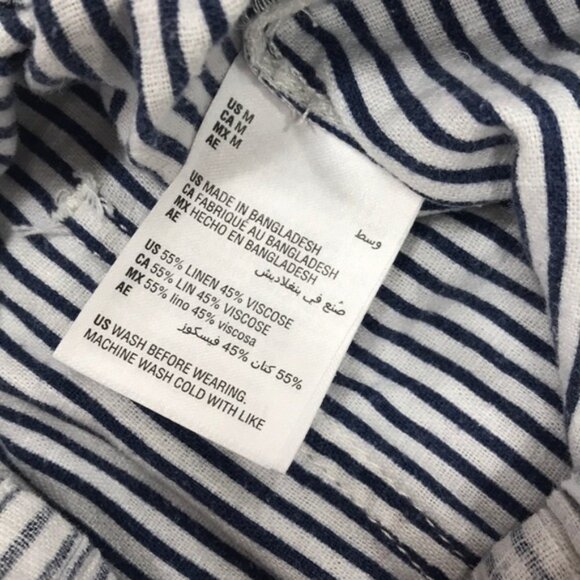 US M
CA M
MX M
AE وسط
US MADE IN BANGLADESH
CA FABRIQUÉ AU BANGLADESH
MX HECHO EN BANGLADESH
AE صنع في بنغلاديش
US 55% LINEN 45% VISCOSE
CA 55% LIN 45% VISCOSE
MX 55% lino 45% viscosa
AE 55% كتان 45% فيسكوز
US WASH BEFORE WEARING.
MACHINE WASH COLD WITH LIKE